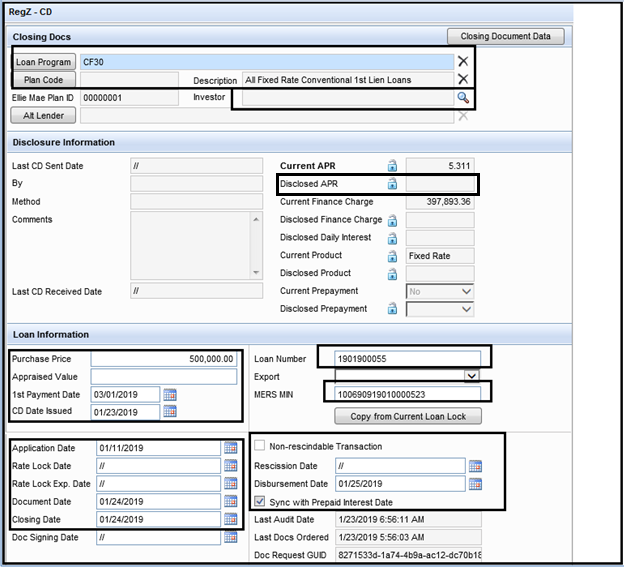 RegZ - CD
Closing Docs Closing Document Data
Loan Program CF30
Plan Code Description All Fixed Rate Conventional 1st Lien Loans
Ellie Mae Plan ID 00000001 Investor
Alt Lender
Disclosure Information
Last CD Sent Date // Current APR 5.311
By Disclosed APR
Method Current Finance Charge 397,893.36
Comments Disclosed Finance Charge
Disclosed Daily Interest
Current Product Fixed Rate
Disclosed Product
Last CD Received Date // Current Prepayment No
Disclosed Prepayment
Loan Information
Purchase Price 500,000.00 Loan Number 1901900055
Appraised Value Export
1st Payment Date 03/01/2019 MERS MIN 100690919010000523
CD Date Issued 01/23/2019 Copy from Current Loan Lock
Application Date 01/11/2019 Non-rescindable Transaction
Rate Lock Date // Rescission Date //
Rate Lock Exp. Date // Disbursement Date 01/25/2019
Document Date 01/24/2019 Sync with Prepaid Interest Date
Closing Date 01/24/2019 Last Audit Date 1/23/2019 6:56:11 AM
Doc Signing Date // Last Docs Ordered 1/23/2019 5:56:03 AM
Doc Request GUID 8271533d-1a74-4b9a-ac12-dc70b18